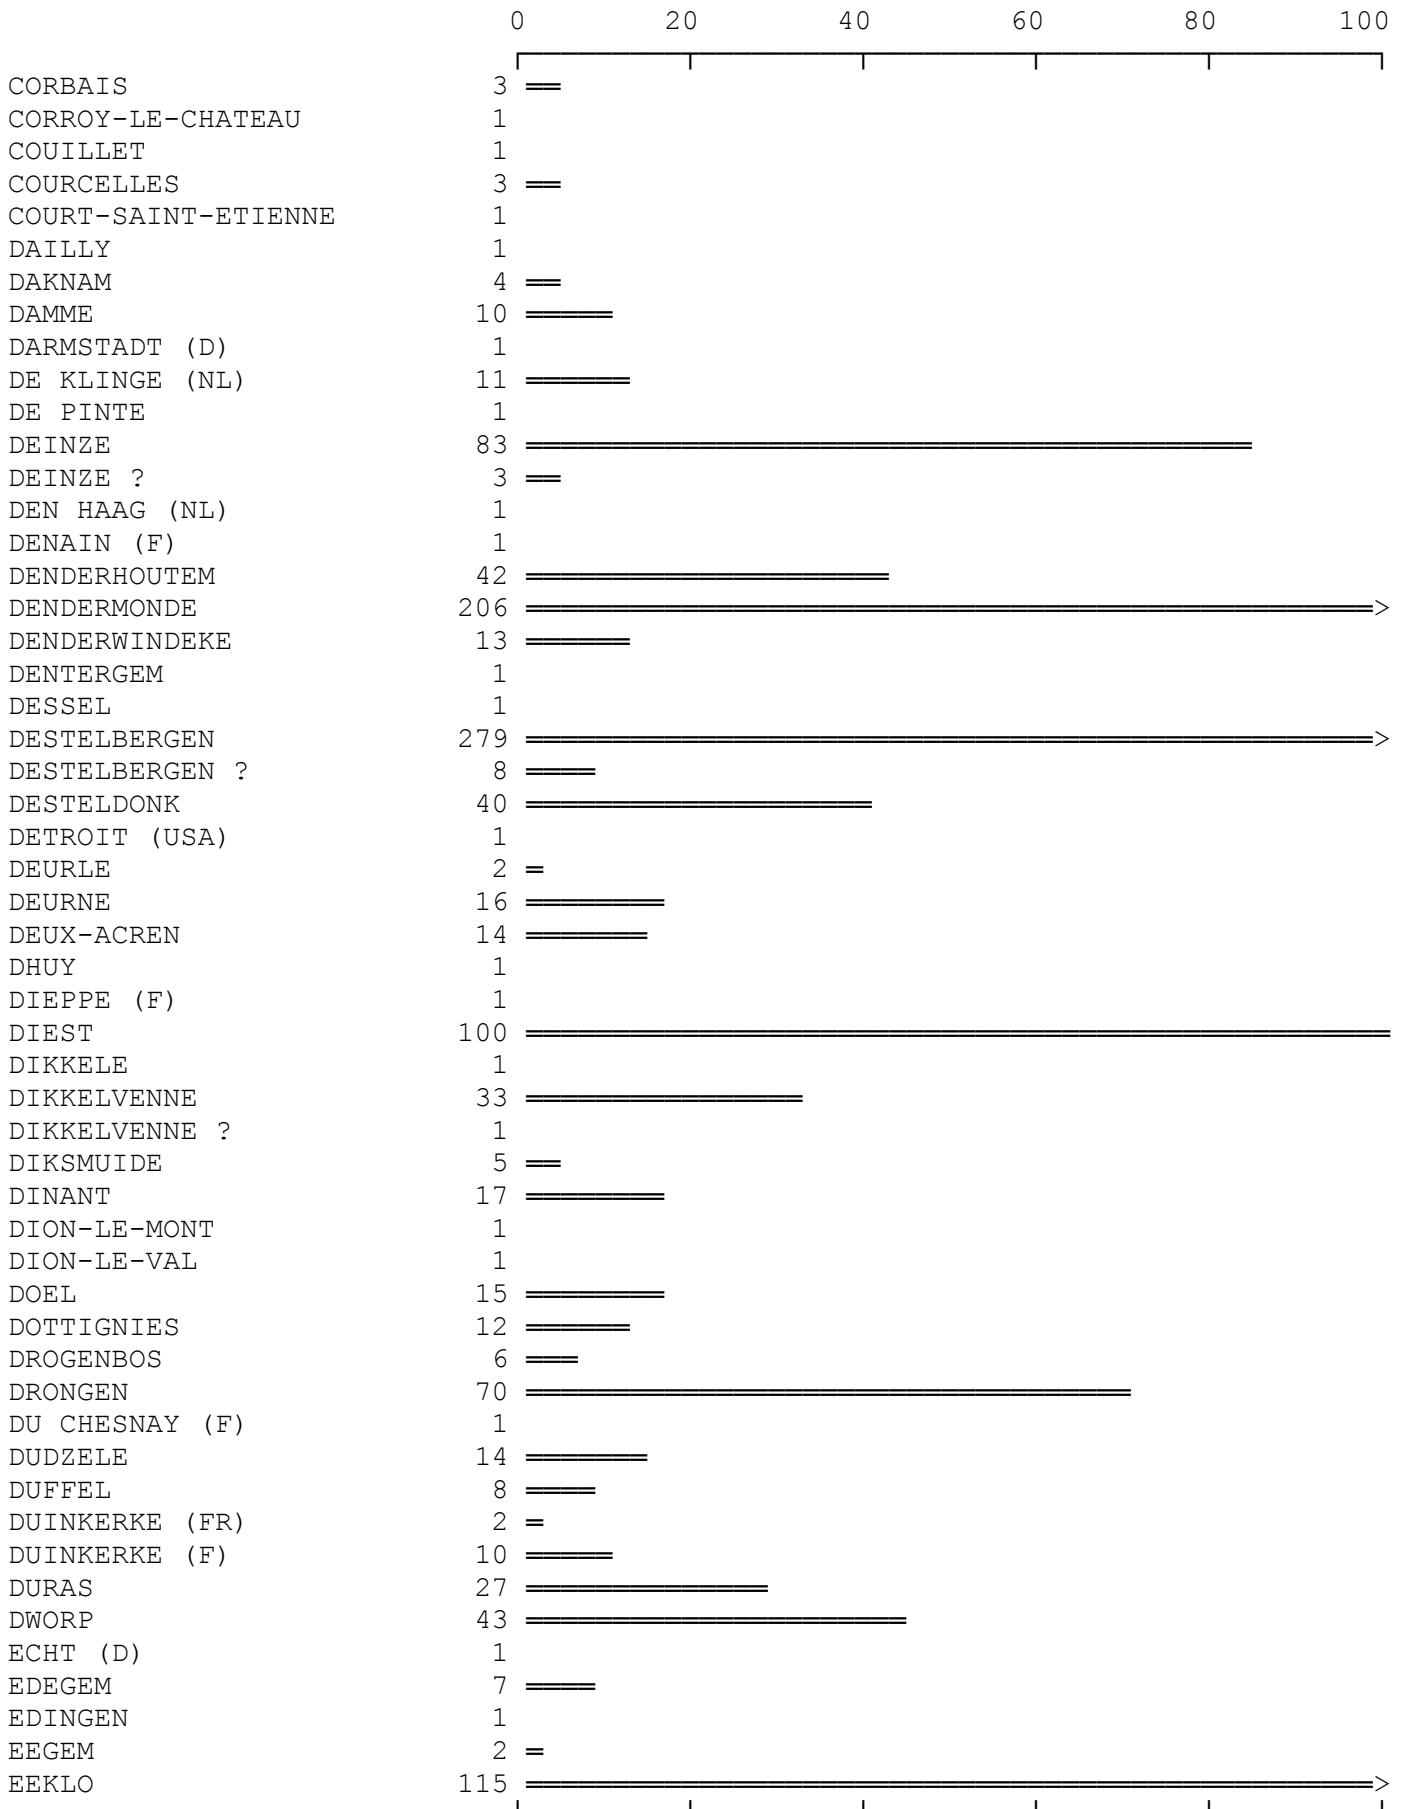 0 20 40 60 80 100
CORBAIS 3
CORROY-LE-CHATEAU 1
COUILLET 1
COURCELLES 3
COURT-SAINT-ETIENNE 1
DAILLY 1
DAKNAM 4
DAMME 10
DARMSTADT (D) 1
DE KLINGE (NL) 11
DE PINTE 1
DEINZE 83
DEINZE ? 3
DEN HAAG (NL) 1
DENAIN (F) 1
DENDERHOUTEM 42
DENDERMONDE 206 >
DENDERWINDEKE 13
DENTERGEM 1
DESSEL 1
DESTELBERGEN 279 >
DESTELBERGEN ? 8
DESTELDONK 40
DETROIT (USA) 1
DEURLE 2
DEURNE 16
DEUX-ACREN 14
DHUY 1
DIEPPE (F) 1
DIEST 100
DIKKELE 1
DIKKELVENNE 33
DIKKELVENNE ? 1
DIKSMUIDE 5
DINANT 17
DION-LE-MONT 1
DION-LE-VAL 1
DOEL 15
DOTTIGNIES 12
DROGENBOS 6
DRONGEN 70
DU CHESNAY (F) 1
DUDZELE 14
DUFFEL 8
DUINKERKE (FR) 2
DUINKERKE (F) 10
DURAS 27
DWORP 43
ECHT (D) 1
EDEGEM 7
EDINGEN 1
EEGEM 2
EEKLO 115 >